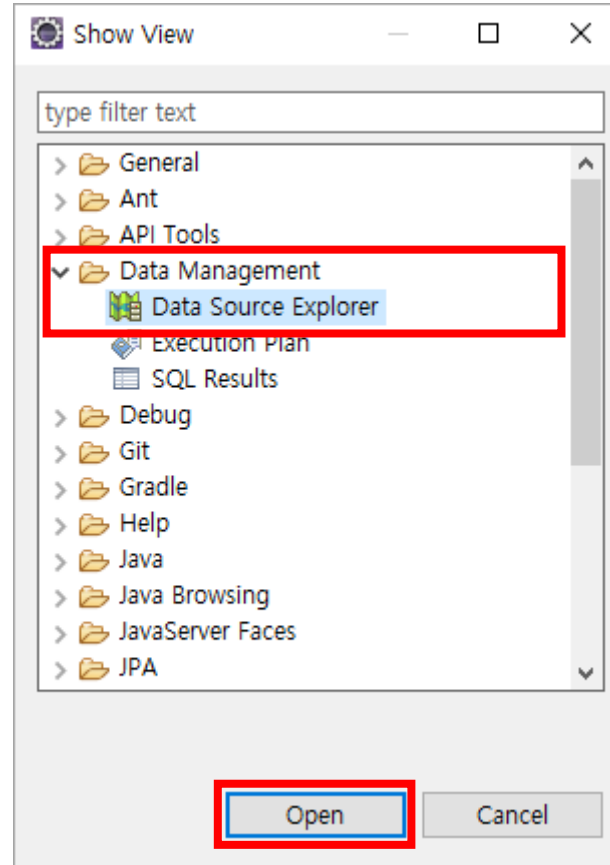 Show View
type filter text
General
Ant
API Tools
Data Management
Data Source Explorer
Execution Plan
SQL Results
Debug
Git
Gradle
Help
Java
Java Browsing
JavaServer Faces
JPA
Open
Cancel